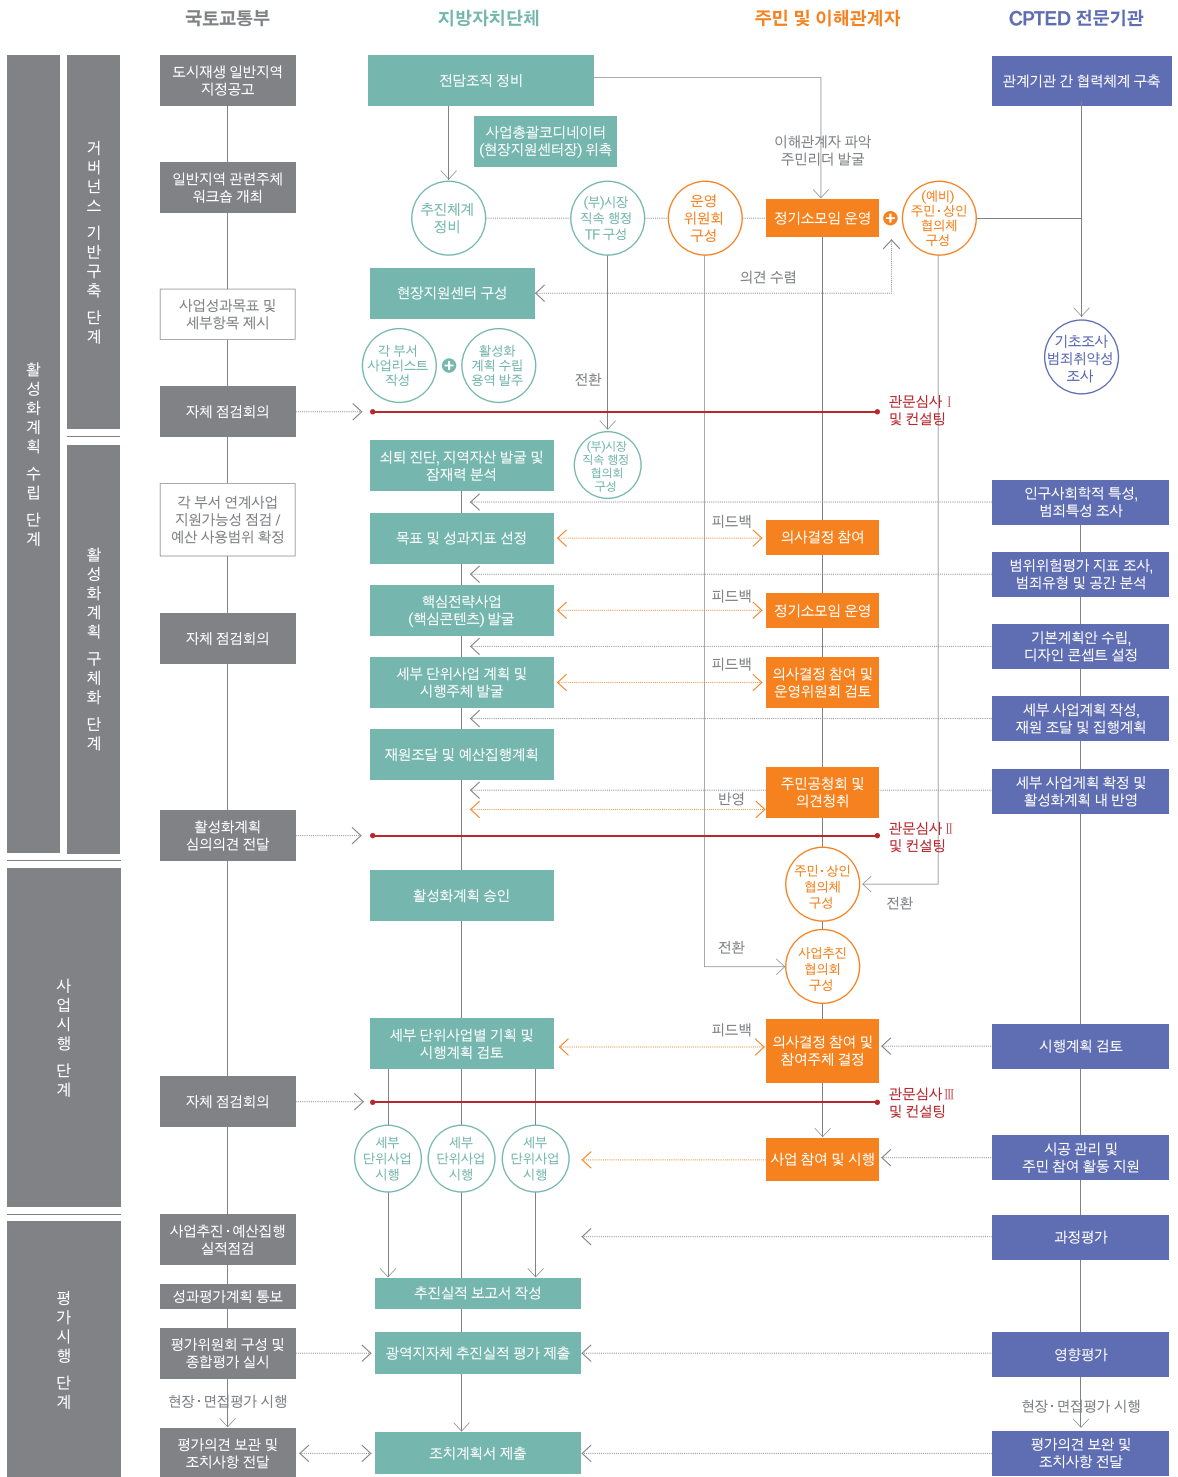 국토교통부
지방자치단체
주민 및 이해관계자
CPTED 전문기관
활성화계획 수립 단계
거버넌스 기반구축 단계
도시재생 일반지역
지정공고
전담조직 정비
관계기관 간 협력체계 구축
사업총괄코디네이터
(현장지원센터장) 위촉
이해관계자 파악
주민리더 발굴
일반지역 관련주체
워크숍 개최
추진체계
정비
(부)시장
직속 행정
TF 구성
운영
위원회
구성
정기소모임 운영
(예비)
주민·상인
협의체
구성
의견 수렴
현장지원센터 구성
사업성과목표 및
세부항목 제시
각 부서
사업리스트
작성
활성화
계획 수립
용역 발주
전환
기초조사
범죄취약성
조사
자체 점검회의
관문심사 Ⅰ
및 컨설팅
활성화계획 구체화 단계
쇠퇴 진단, 지역자산 발굴 및
잠재력 분석
(부)시장
직속 행정
협의회
구성
각 부서 연계사업
지원가능성 점검 /
예산 사용범위 확정
인구사회학적 특성,
범죄특성 조사
목표 및 성과지표 선정
피드백
의사결정 참여
범위위험평가 지표 조사,
범죄유형 및 공간 분석
핵심전략사업
(핵심콘텐츠) 발굴
피드백
정기소모임 운영
자체 점검회의
기본계획안 수립,
디자인 콘셉트 설정
세부 단위사업 계획 및
시행주체 발굴
피드백
의사결정 참여 및
운영위원회 검토
세부 사업계획 작성,
재원 조달 및 집행계획
재원조달 및 예산집행계획
주민공청회 및
의견청취
반영
세부 사업게획 확정 및
활성화계획 내 반영
활성화계획
심의의견 전달
관문심사 Ⅱ
및 컨설팅
사업시행 단계
활성화계획 승인
주민·상인
협의체
구성
전환
전환
사업추진
협의회
구성
세부 단위사업별 기획 및
시행계획 검토
피드백
의사결정 참여 및
참여주체 결정
시행계획 검토
자체 점검회의
관문심사 Ⅲ
및 컨설팅
세부
단위사업
시행
세부
단위사업
시행
세부
단위사업
시행
사업 참여 및 시행
시공 관리 및
주민 참여 활동 지원
평가시행 단계
사업추진·예산집행
실적점검
과정평가
성과평가계획 통보
추진실적 보고서 작성
평가위원회 구성 및
종합평가 실시
광역지자체 추진실적 평가 제출
영향평가
현장·면접평가 시행
현장·면접평가 시행
평가의견 보관 및
조치사항 전달
조치계획서 제출
평가의견 보완 및
조치사항 전달